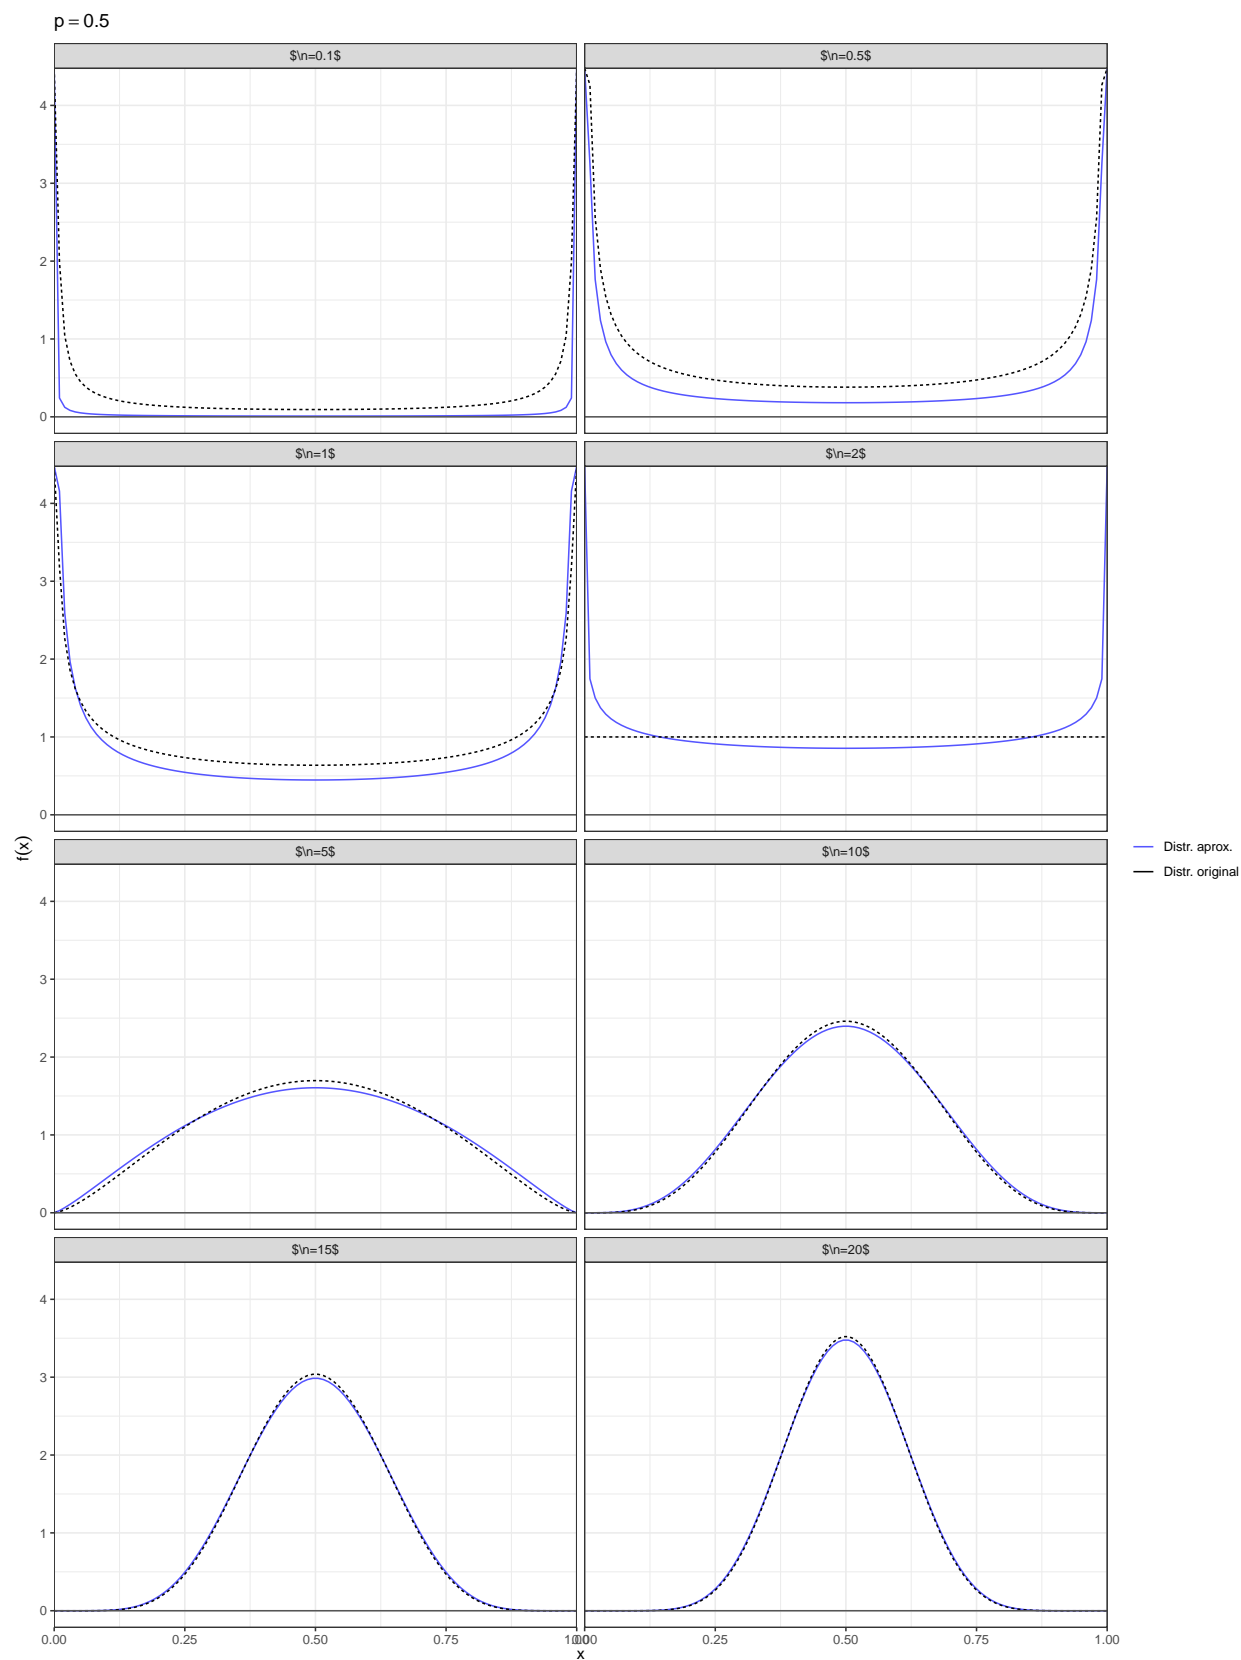 p = 0.5
$\n=0.1$
$\n=0.5$
4
3
2
1
0
$\n=1$
$\n=2$
4
3
2
1
0
f(x)
$\n=5$
$\n=10$
Distr. aprox.
Distr. original
4
3
2
1
0
$\n=15$
$\n=20$
4
3
2
1
0
0.00 0.25 0.50 0.75 1.00
0.00 0.25 0.50 0.75 1.00
x